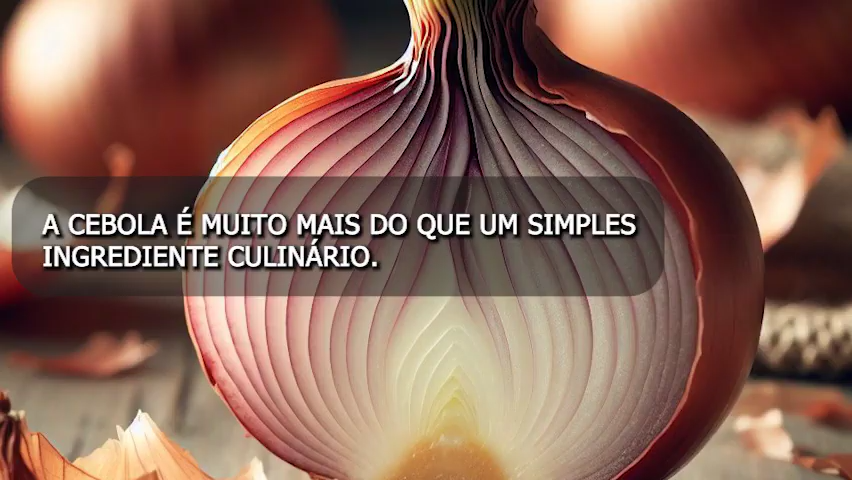 A CEBOLA É MUITO MAIS DO QUE UM SIMPLES
INGREDIENTE CULINÁRIO.